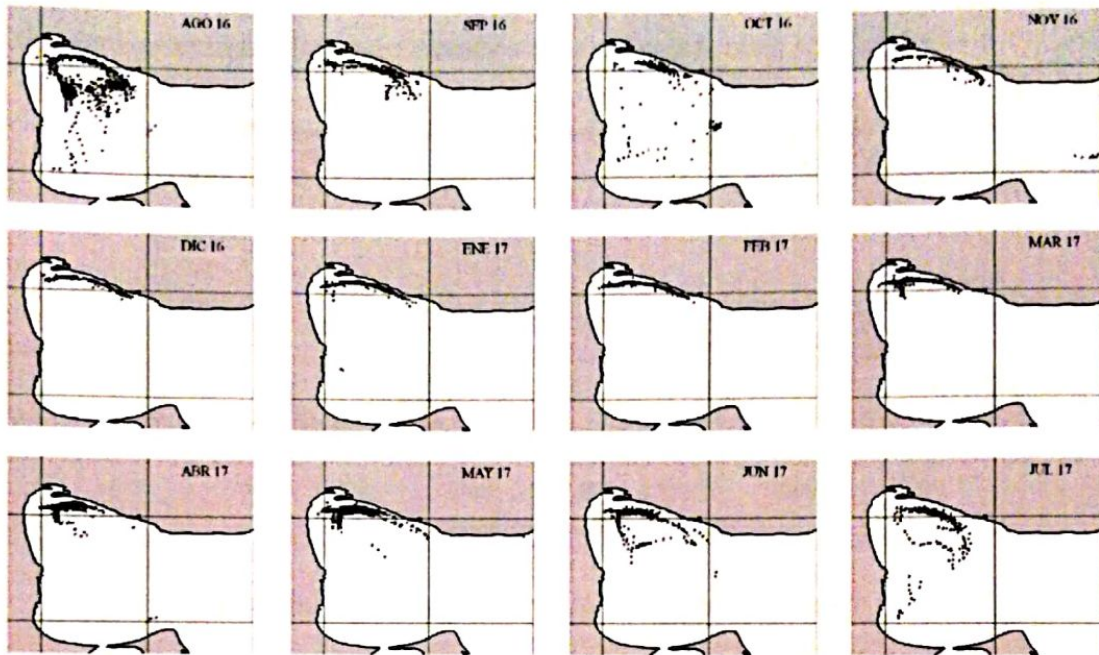 AGO 16
SEP 16
OCT 16
NOV 16
DIC 16
ENE 17
FEB 17
MAR 17
ABR 17
MAY 17
JUN 17
JUL 17